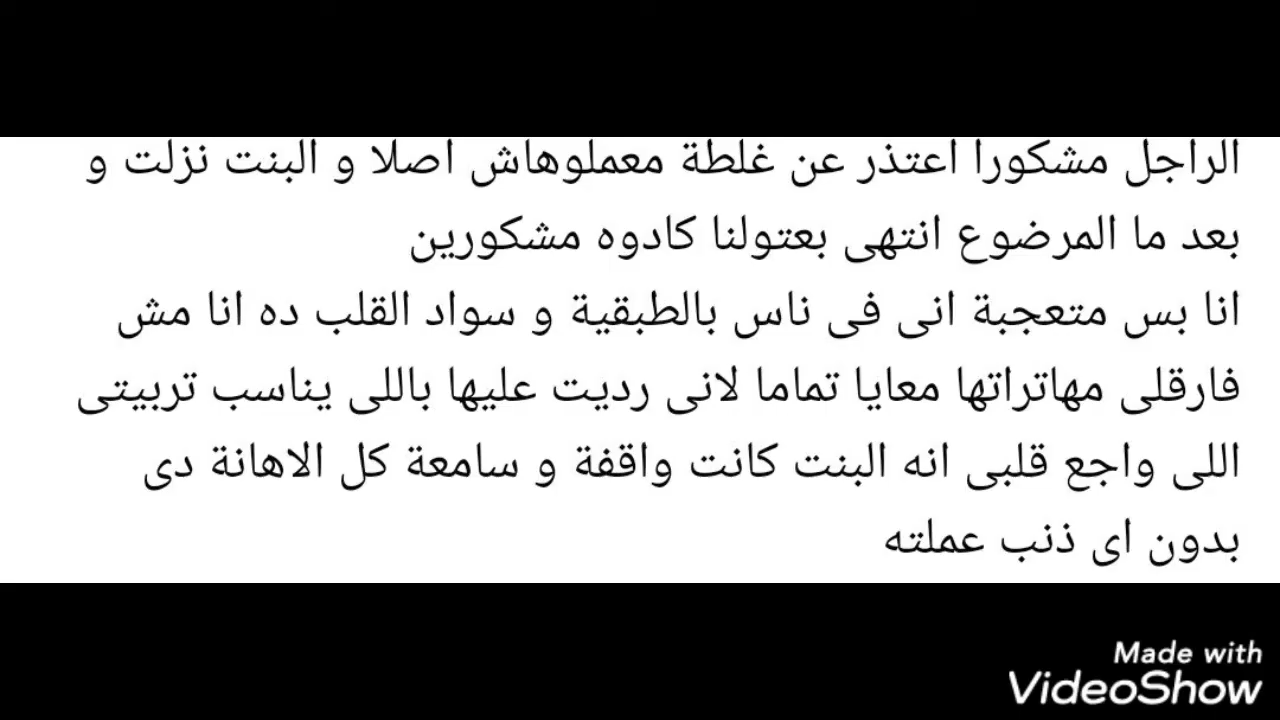 الراجل مشكورا اعتذر عن غلطة معملوهاش اصلا و البنت نزلت و
بعد ما المرضوع انتهى بعتولنا كادوه مشكورين
انا بس متعجبة انى فى ناس بالطبقية و سواد القلب ده انا مش
فارقلى مهاتراتها معايا تماما لانى رديت عليها باللى يناسب تربيتى
اللى واجع قلبى انه البنت كانت واقفة و سامعة كل الاهانة دى
بدون اى ذنب عملته
Made with
VideoShow